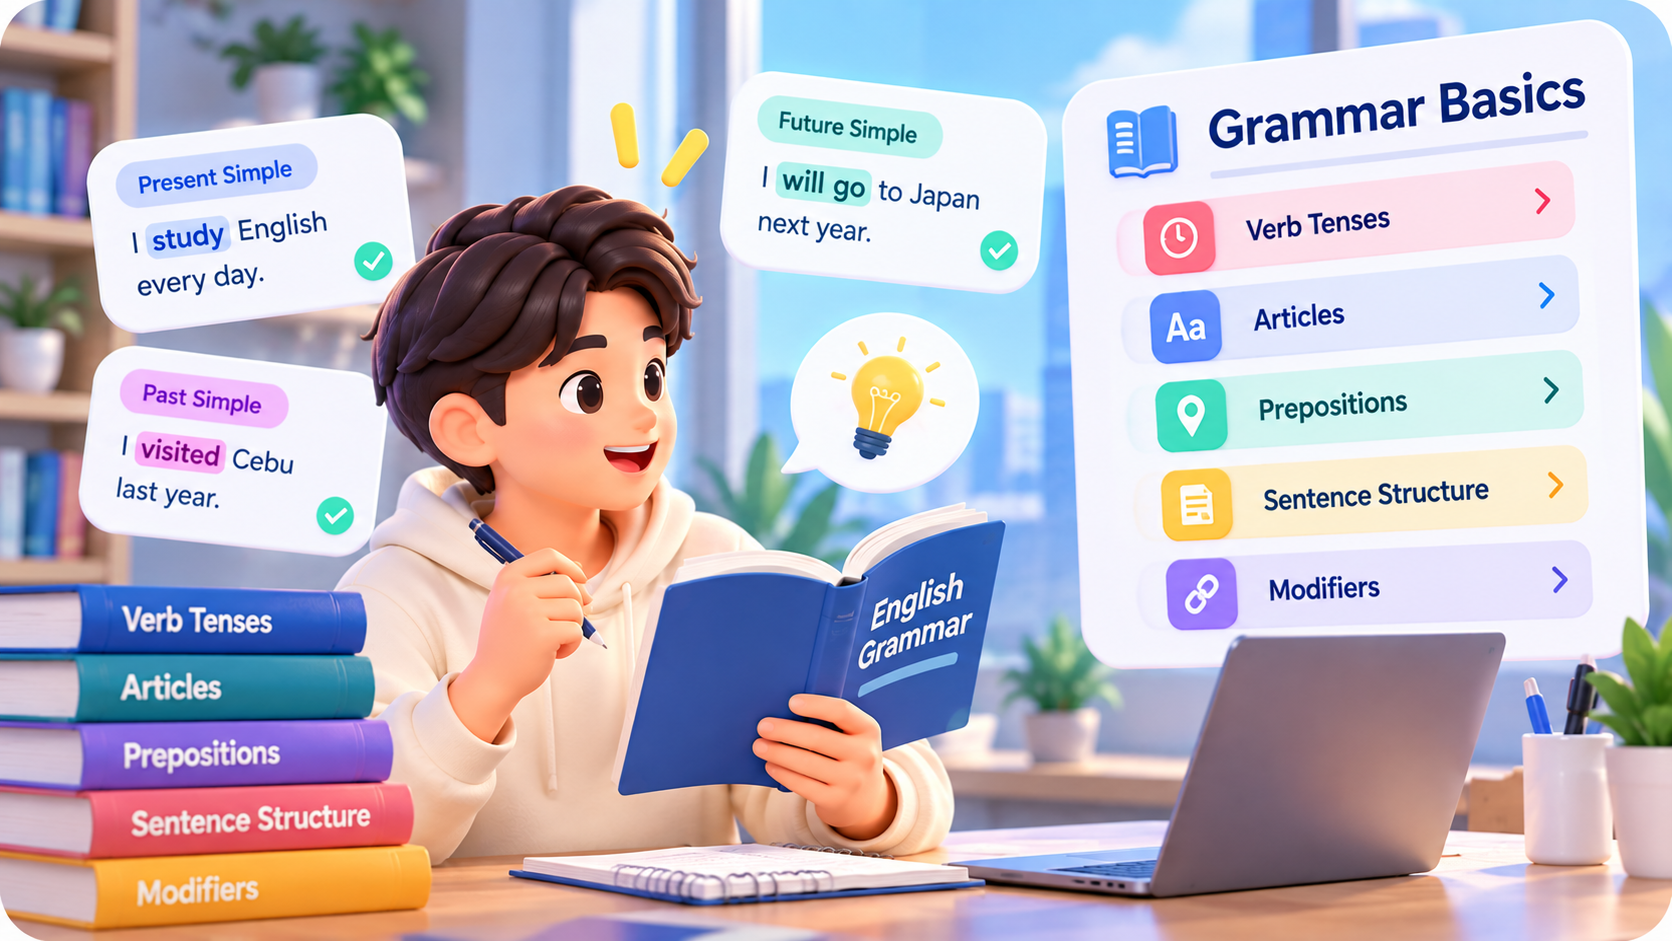 Present Simple
I study English
every day.
Past Simple
I visited Cebu
last year.
Future Simple
I will go to Japan
next year.
Grammar Basics
Verb Tenses
Aa
Articles
Prepositions
Sentence Structure
Modifiers
English
Grammar
Verb Tenses
Articles
Prepositions
Sentence Structure
Modifiers